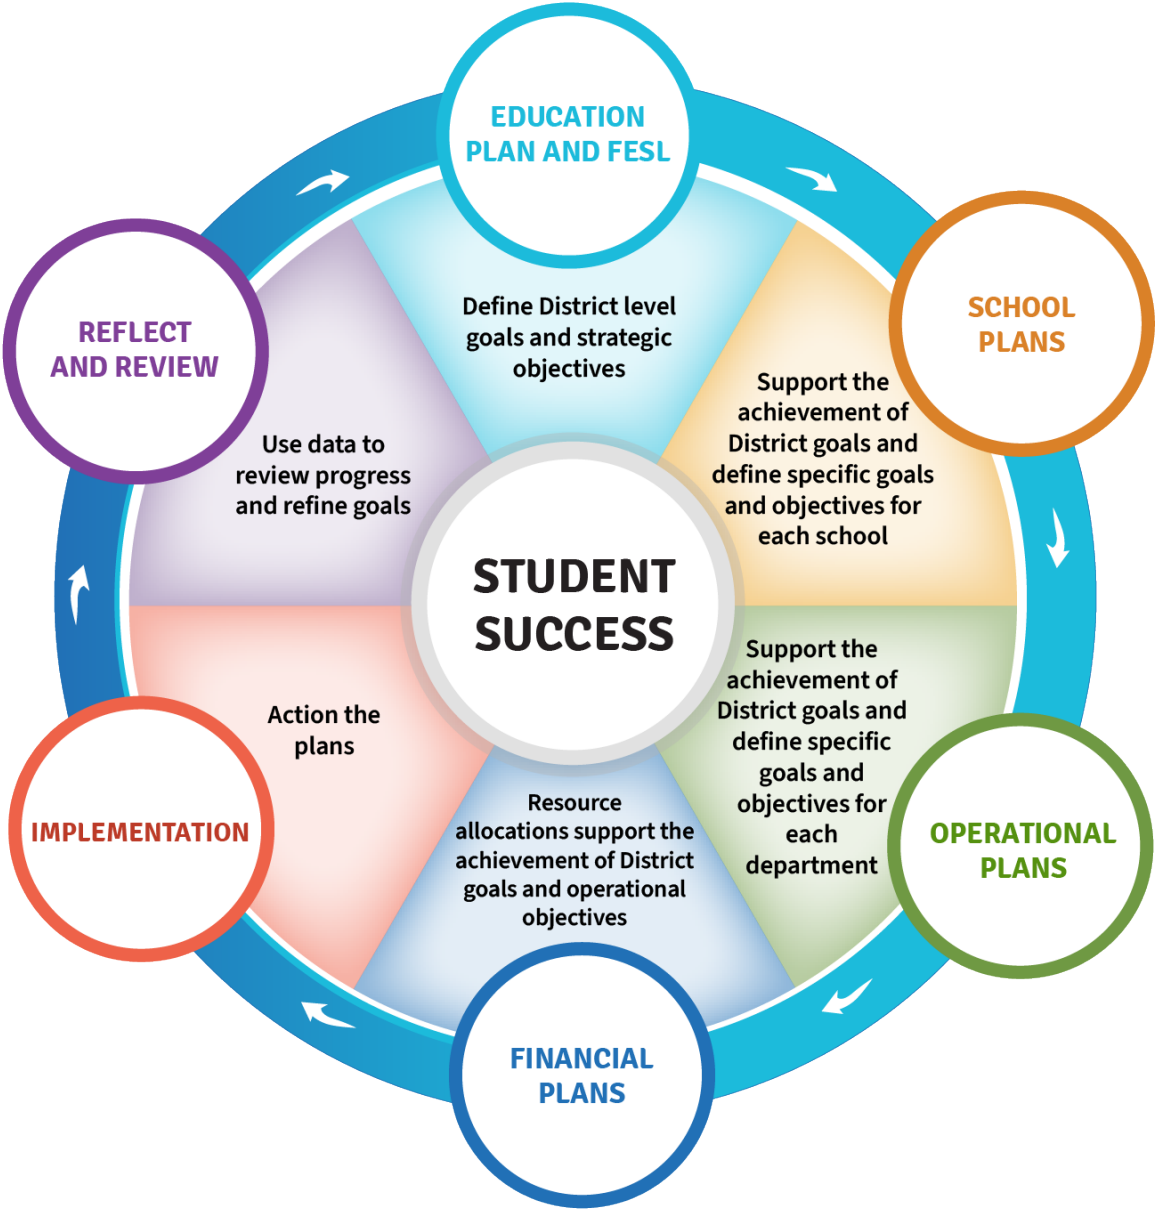 EDUCATION
PLAN AND FESL
Define District level
goals and strategic
objectives
SCHOOL
PLANS
Support the
achievement of
District goals and
define specific goals
and objectives for
each school
OPERATIONAL
PLANS
Support the
achievement of
District goals and
define specific
goals and
objectives for
each
department
FINANCIAL
PLANS
Resource
allocations support the
achievement of District
goals and operational
objectives
IMPLEMENTATION
Action the
plans
REFLECT
AND REVIEW
Use data to
review progress
and refine goals
STUDENT
SUCCESS